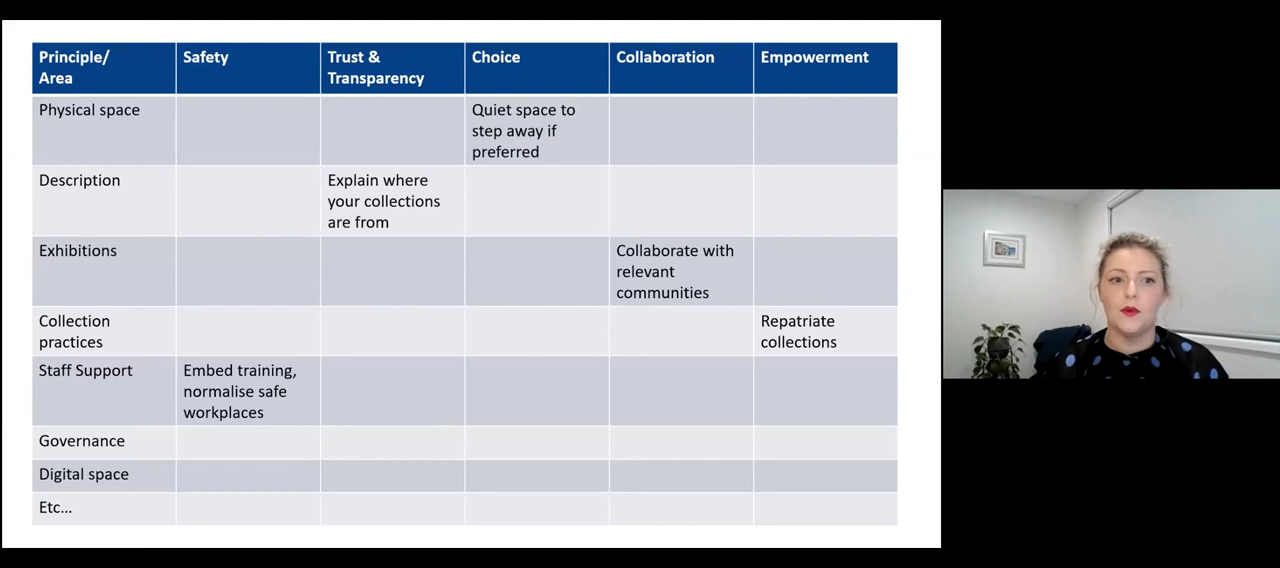 Principle/
Area
Safety
Trust &
Transparency
Choice
Collaboration
Empowerment
Physical space
Quiet space to
step away if
preferred
Description
Explain where
your collections
are from
Exhibitions
Collaborate with
relevant
communities
Collection
practices
Repatriate
collections
Staff Support
Embed training,
normalise safe
workplaces
Governance
Digital space
Etc...